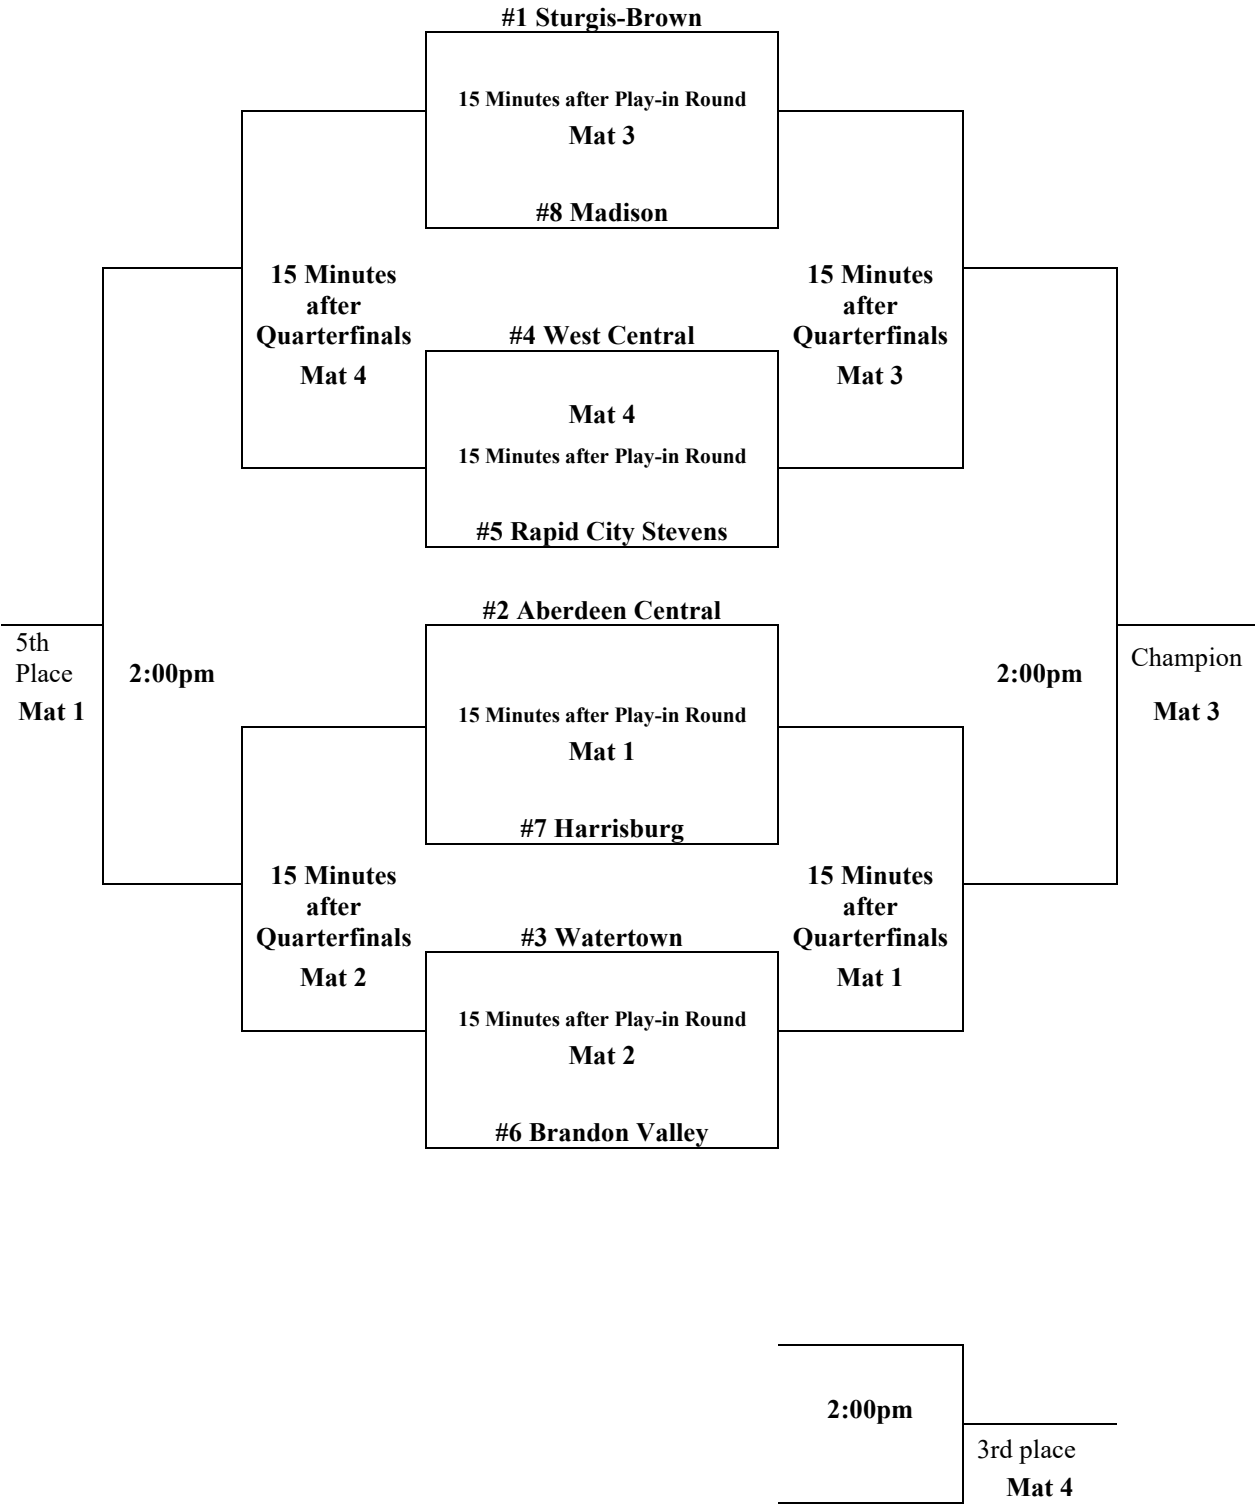 #1 Sturgis-Brown
15 Minutes after Play-in Round
Mat 3
#8 Madison
15 Minutes
after
Quarterfinals
Mat 4
#4 West Central
15 Minutes
after
Quarterfinals
Mat 3
Mat 4
15 Minutes after Play-in Round
#5 Rapid City Stevens
#2 Aberdeen Central
5th
Place
Mat 1
2:00pm
15 Minutes after Play-in Round
Mat 1
2:00pm
Champion
Mat 3
#7 Harrisburg
15 Minutes
after
Quarterfinals
Mat 2
#3 Watertown
15 Minutes
after
Quarterfinals
Mat 1
15 Minutes after Play-in Round
Mat 2
#6 Brandon Valley
2:00pm
3rd place
Mat 4